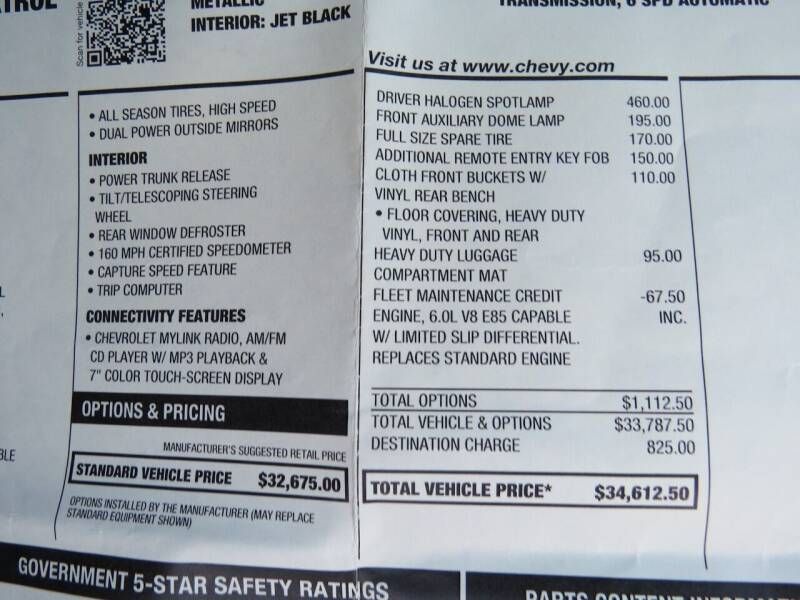 METALLIC
INTERIOR: JET BLACK
Scan for vehicle
TRANSMISSION, 6 SPD AUTOMATIC
Visit us at www.chevy.com
• ALL SEASON TIRES, HIGH SPEED
• DUAL POWER OUTSIDE MIRRORS
INTERIOR
• POWER TRUNK RELEASE
• TILT/TELESCOPING STEERING
WHEEL
• REAR WINDOW DEFROSTER
• 160 MPH CERTIFIED SPEEDOMETER
• CAPTURE SPEED FEATURE
• TRIP COMPUTER
CONNECTIVITY FEATURES
• CHEVROLET MYLINK RADIO, AM/FM
CD PLAYER W/ MP3 PLAYBACK &
7" COLOR TOUCH-SCREEN DISPLAY
OPTIONS & PRICING
MANUFACTURER'S SUGGESTED RETAIL PRICE
STANDARD VEHICLE PRICE $32,675.00
OPTIONS INSTALLED BY THE MANUFACTURER (MAY REPLACE
STANDARD EQUIPMENT SHOWN)
DRIVER HALOGEN SPOTLAMP 460.00
FRONT AUXILIARY DOME LAMP 195.00
FULL SIZE SPARE TIRE 170.00
ADDITIONAL REMOTE ENTRY KEY FOB 150.00
CLOTH FRONT BUCKETS W/ 110.00
VINYL REAR BENCH
• FLOOR COVERING, HEAVY DUTY
VINYL, FRONT AND REAR
HEAVY DUTY LUGGAGE 95.00
COMPARTMENT MAT
FLEET MAINTENANCE CREDIT -67.50
ENGINE, 6.0L V8 E85 CAPABLE INC.
W/ LIMITED SLIP DIFFERENTIAL.
REPLACES STANDARD ENGINE
TOTAL OPTIONS $1,112.50
TOTAL VEHICLE & OPTIONS $33,787.50
DESTINATION CHARGE 825.00
TOTAL VEHICLE PRICE* $34,612.50
GOVERNMENT 5-STAR SAFETY RATINGS
PARTS CONTENT